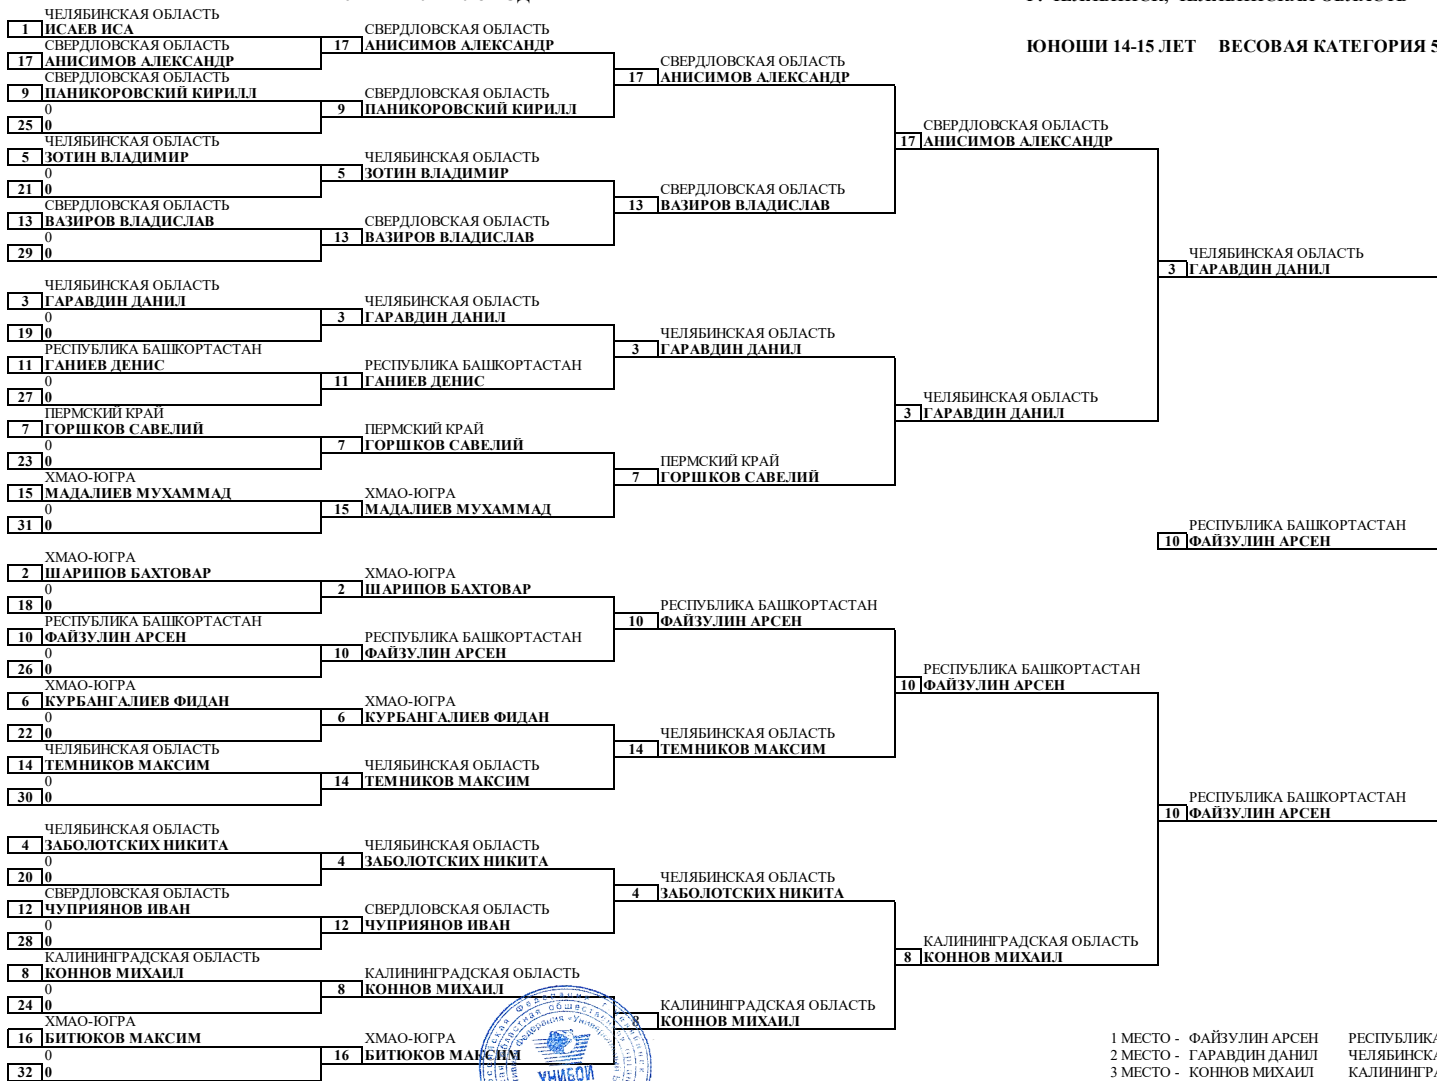 Г. ЧЕЛЯБИНСК, ЧЕЛЯБИНСКАЯ ОБЛАСТЬ
ЮНОШИ 14-15 ЛЕТ ВЕСОВАЯ КАТЕГОРИЯ 5
ЧЕЛЯБИНСКАЯ ОБЛАСТЬ
1 ИСАЕВ ИСА
СВЕРДЛОВСКАЯ ОБЛАСТЬ
17 АНИСИМОВ АЛЕКСАНДР
СВЕРДЛОВСКАЯ ОБЛАСТЬ
9 ПАНИКОРОВСКИЙ КИРИЛЛ
0
25 0
ЧЕЛЯБИНСКАЯ ОБЛАСТЬ
5 ЗОТИН ВЛАДИМИР
0
21 0
СВЕРДЛОВСКАЯ ОБЛАСТЬ
13 ВАЗИРОВ ВЛАДИСЛАВ
0
29 0
ЧЕЛЯБИНСКАЯ ОБЛАСТЬ
3 ГАРАВДИН ДАНИЛ
0
19 0
РЕСПУБЛИКА БАШКОРТАСТАН
11 ГАНИЕВ ДЕНИС
0
27 0
ПЕРМСКИЙ КРАЙ
7 ГОРШКОВ САВЕЛИЙ
0
23 0
ХМАО-ЮГРА
15 МАДАЛИЕВ МУХАММАД
0
31 0
ХМАО-ЮГРА
2 ШАРИПОВ БАХТОВАР
0
18 0
РЕСПУБЛИКА БАШКОРТАСТАН
10 ФАЙЗУЛИН АРСЕН
0
26 0
ХМАО-ЮГРА
6 КУРБАНГАЛИЕВ ФИДАН
0
22 0
ЧЕЛЯБИНСКАЯ ОБЛАСТЬ
14 ТЕМНИКОВ МАКСИМ
0
30 0
ЧЕЛЯБИНСКАЯ ОБЛАСТЬ
4 ЗАБОЛОТСКИХ НИКИТА
0
20 0
СВЕРДЛОВСКАЯ ОБЛАСТЬ
12 ЧУПРИЯНОВ ИВАН
0
28 0
КАЛИНИНГРАДСКАЯ ОБЛАСТЬ
8 КОННОВ МИХАИЛ
0
24 0
ХМАО-ЮГРА
16 БИТЮКОВ МАКСИМ
0
32 0
СВЕРДЛОВСКАЯ ОБЛАСТЬ
17 АНИСИМОВ АЛЕКСАНДР
СВЕРДЛОВСКАЯ ОБЛАСТЬ
9 ПАНИКОРОВСКИЙ КИРИЛЛ
ЧЕЛЯБИНСКАЯ ОБЛАСТЬ
5 ЗОТИН ВЛАДИМИР
СВЕРДЛОВСКАЯ ОБЛАСТЬ
13 ВАЗИРОВ ВЛАДИСЛАВ
ЧЕЛЯБИНСКАЯ ОБЛАСТЬ
3 ГАРАВДИН ДАНИЛ
РЕСПУБЛИКА БАШКОРТАСТАН
11 ГАНИЕВ ДЕНИС
ПЕРМСКИЙ КРАЙ
7 ГОРШКОВ САВЕЛИЙ
ХМАО-ЮГРА
15 МАДАЛИЕВ МУХАММАД
ХМАО-ЮГРА
2 ШАРИПОВ БАХТОВАР
РЕСПУБЛИКА БАШКОРТАСТАН
10 ФАЙЗУЛИН АРСЕН
ХМАО-ЮГРА
6 КУРБАНГАЛИЕВ ФИДАН
ЧЕЛЯБИНСКАЯ ОБЛАСТЬ
14 ТЕМНИКОВ МАКСИМ
ЧЕЛЯБИНСКАЯ ОБЛАСТЬ
4 ЗАБОЛОТСКИХ НИКИТА
СВЕРДЛОВСКАЯ ОБЛАСТЬ
12 ЧУПРИЯНОВ ИВАН
КАЛИНИНГРАДСКАЯ ОБЛАСТЬ
8 КОННОВ МИХАИЛ
ХМАО-ЮГРА
16 БИТЮКОВ МАКСИМ
СВЕРДЛОВСКАЯ ОБЛАСТЬ
17 АНИСИМОВ АЛЕКСАНДР
СВЕРДЛОВСКАЯ ОБЛАСТЬ
13 ВАЗИРОВ ВЛАДИСЛАВ
ЧЕЛЯБИНСКАЯ ОБЛАСТЬ
3 ГАРАВДИН ДАНИЛ
ПЕРМСКИЙ КРАЙ
7 ГОРШКОВ САВЕЛИЙ
РЕСПУБЛИКА БАШКОРТАСТАН
10 ФАЙЗУЛИН АРСЕН
ЧЕЛЯБИНСКАЯ ОБЛАСТЬ
14 ТЕМНИКОВ МАКСИМ
ЧЕЛЯБИНСКАЯ ОБЛАСТЬ
4 ЗАБОЛОТСКИХ НИКИТА
КАЛИНИНГРАДСКАЯ ОБЛАСТЬ
8 КОННОВ МИХАИЛ
СВЕРДЛОВСКАЯ ОБЛАСТЬ
17 АНИСИМОВ АЛЕКСАНДР
ЧЕЛЯБИНСКАЯ ОБЛАСТЬ
3 ГАРАВДИН ДАНИЛ
РЕСПУБЛИКА БАШКОРТАСТАН
10 ФАЙЗУЛИН АРСЕН
КАЛИНИНГРАДСКАЯ ОБЛАСТЬ
8 КОННОВ МИХАИЛ
ЧЕЛЯБИНСКАЯ ОБЛАСТЬ
3 ГАРАВДИН ДАНИЛ
РЕСПУБЛИКА БАШКОРТАСТАН
10 ФАЙЗУЛИН АРСЕН
РЕСПУБЛИКА БАШКОРТАСТАН
10 ФАЙЗУЛИН АРСЕН
1 МЕСТО - ФАЙЗУЛИН АРСЕН РЕСПУБЛИКА
2 МЕСТО - ГАРАВДИН ДАНИЛ ЧЕЛЯБИНСКА
3 МЕСТО - КОННОВ МИХАИЛ КАЛИНИНГРА
УНИБОЙ